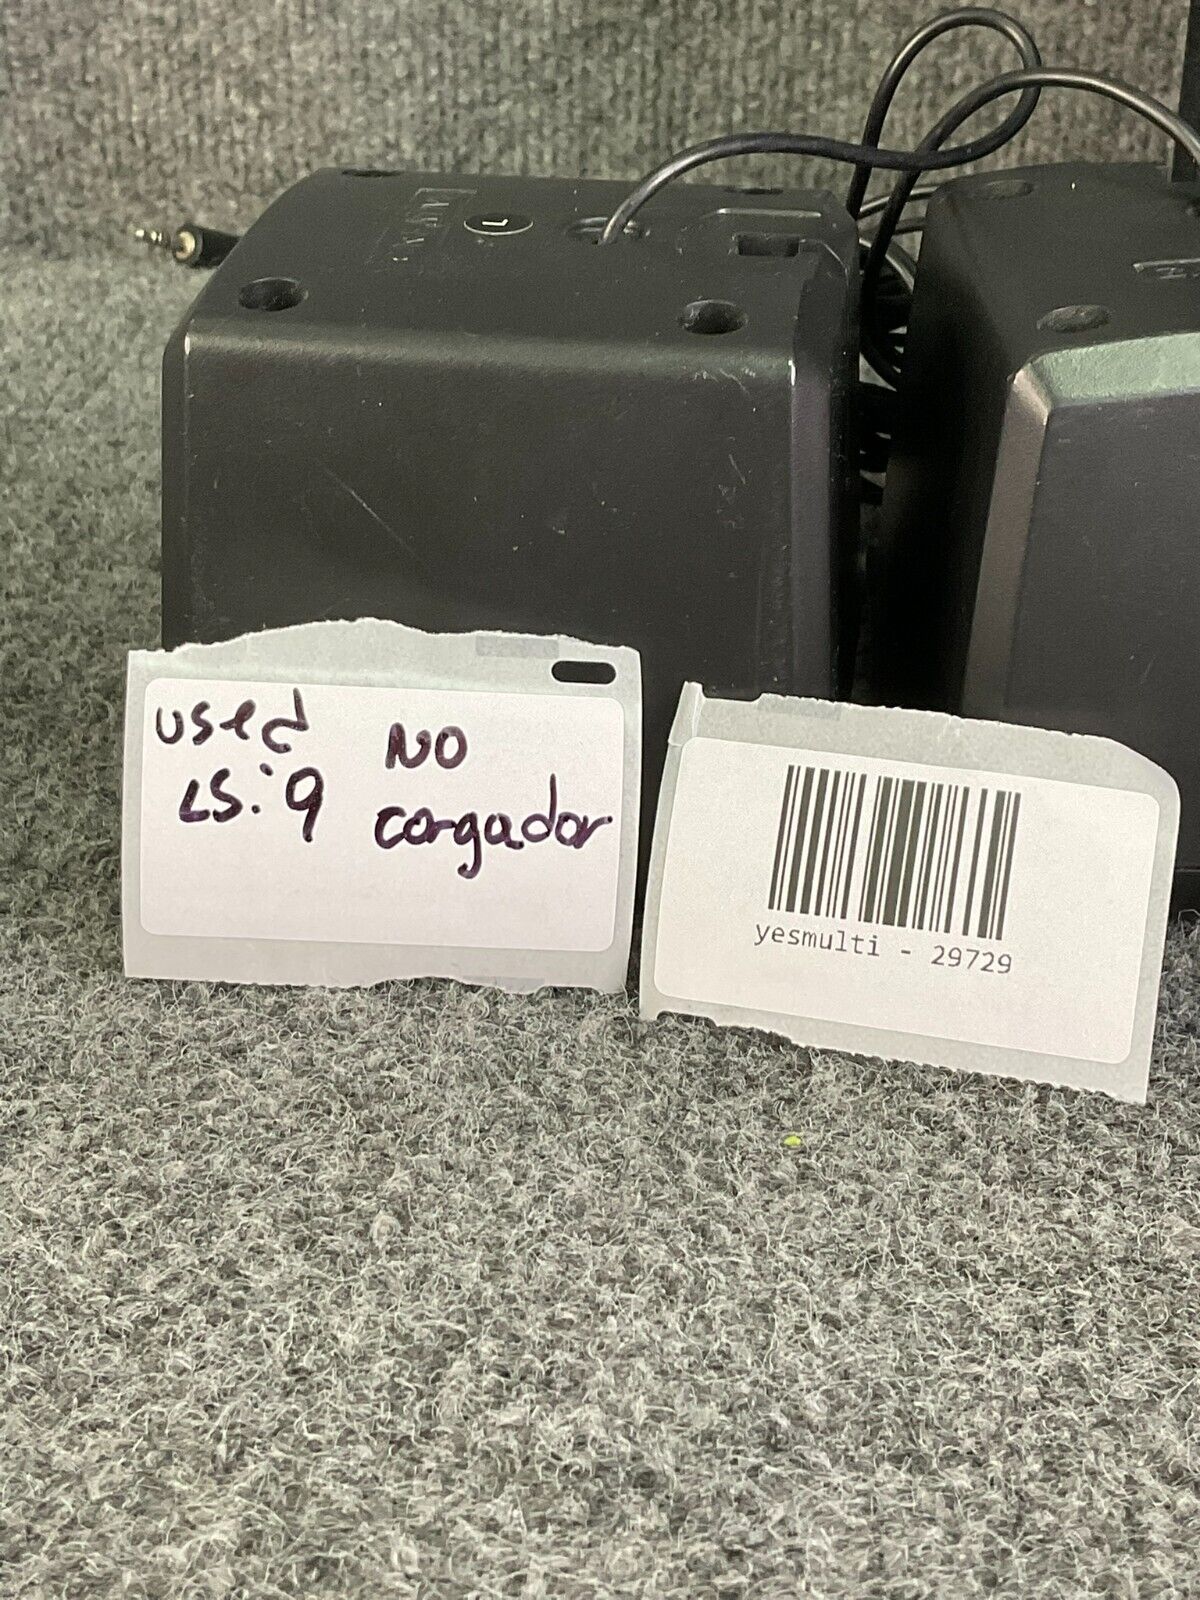 used NO
LS: 9 cargador
yesmulti - 29729
L